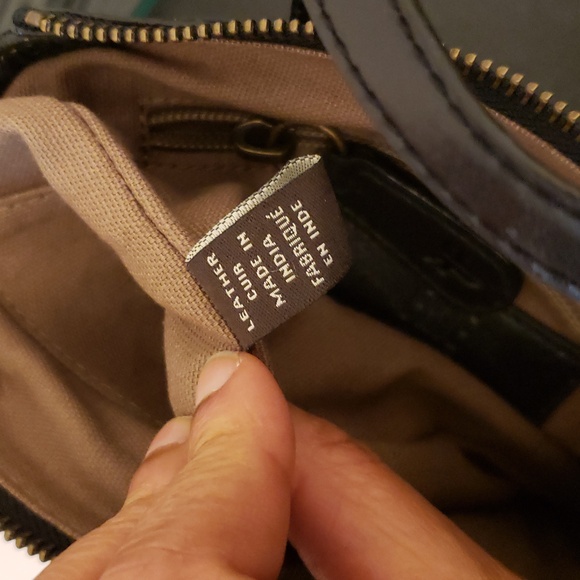 LEATHER
CUIR
MADE IN
INDIA
FABRIQUÉ
EN INDE